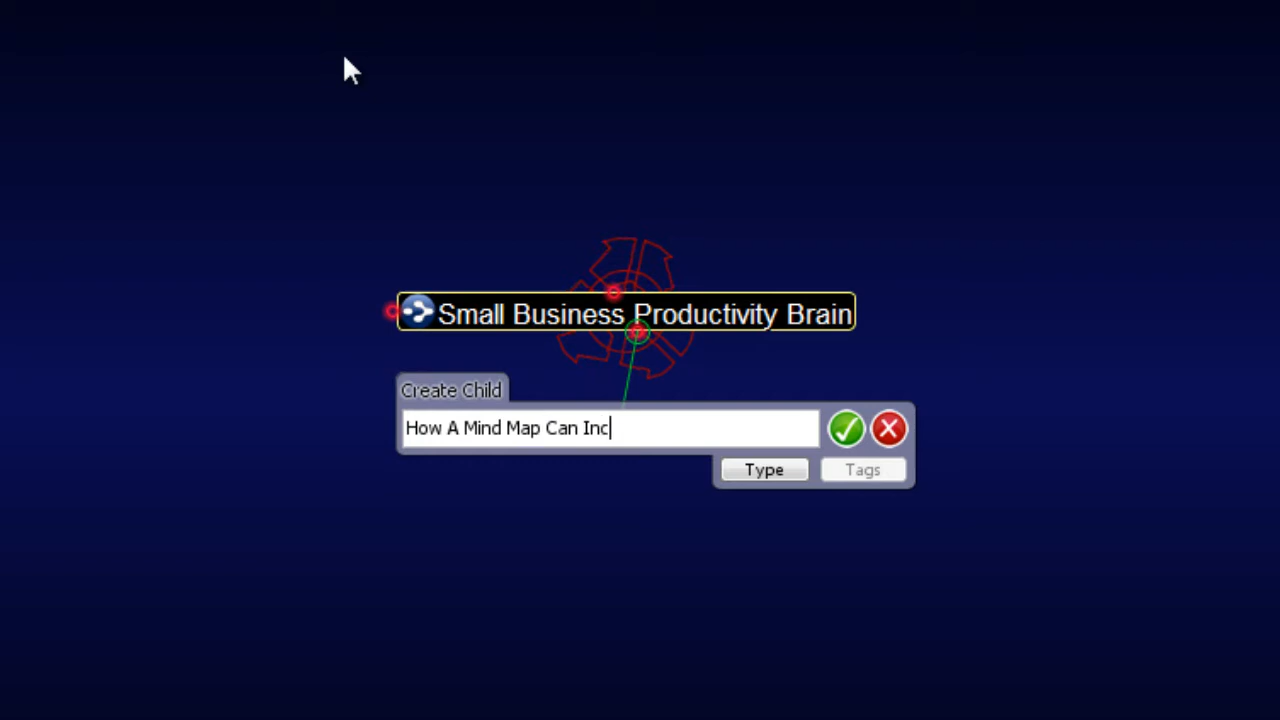 Small Business Productivity Brain
Create Child
How A Mind Map Can Inc
Type
Tags